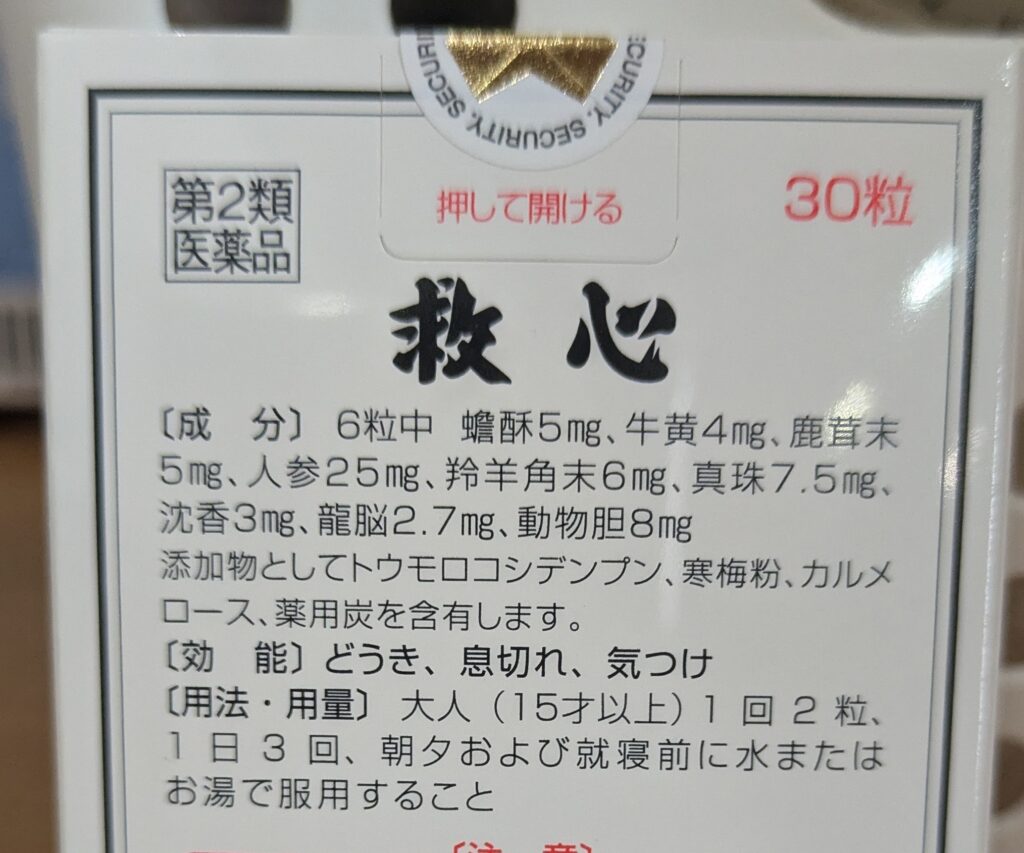 SECURITY. SECURITY. SECURITY
第2類
医薬品
押して開ける
30粒
救心
〔成 分〕 6粒中 蟾酥5㎎、牛黄4㎎、鹿茸末
5㎎、人参25㎎、羚羊角末6㎎、真珠7.5㎎、
沈香3㎎、龍脳2.7㎎、動物胆8㎎
添加物としてトウモロコシデンプン、寒梅粉、カルメ
ロース、薬用炭を含有します。
〔効 能〕どうき、息切れ、気つけ
〔用法・用量〕 大人（15才以上）1回2粒、
1日3回、朝夕および就寝前に水または
お湯で服用すること
〔注 意〕